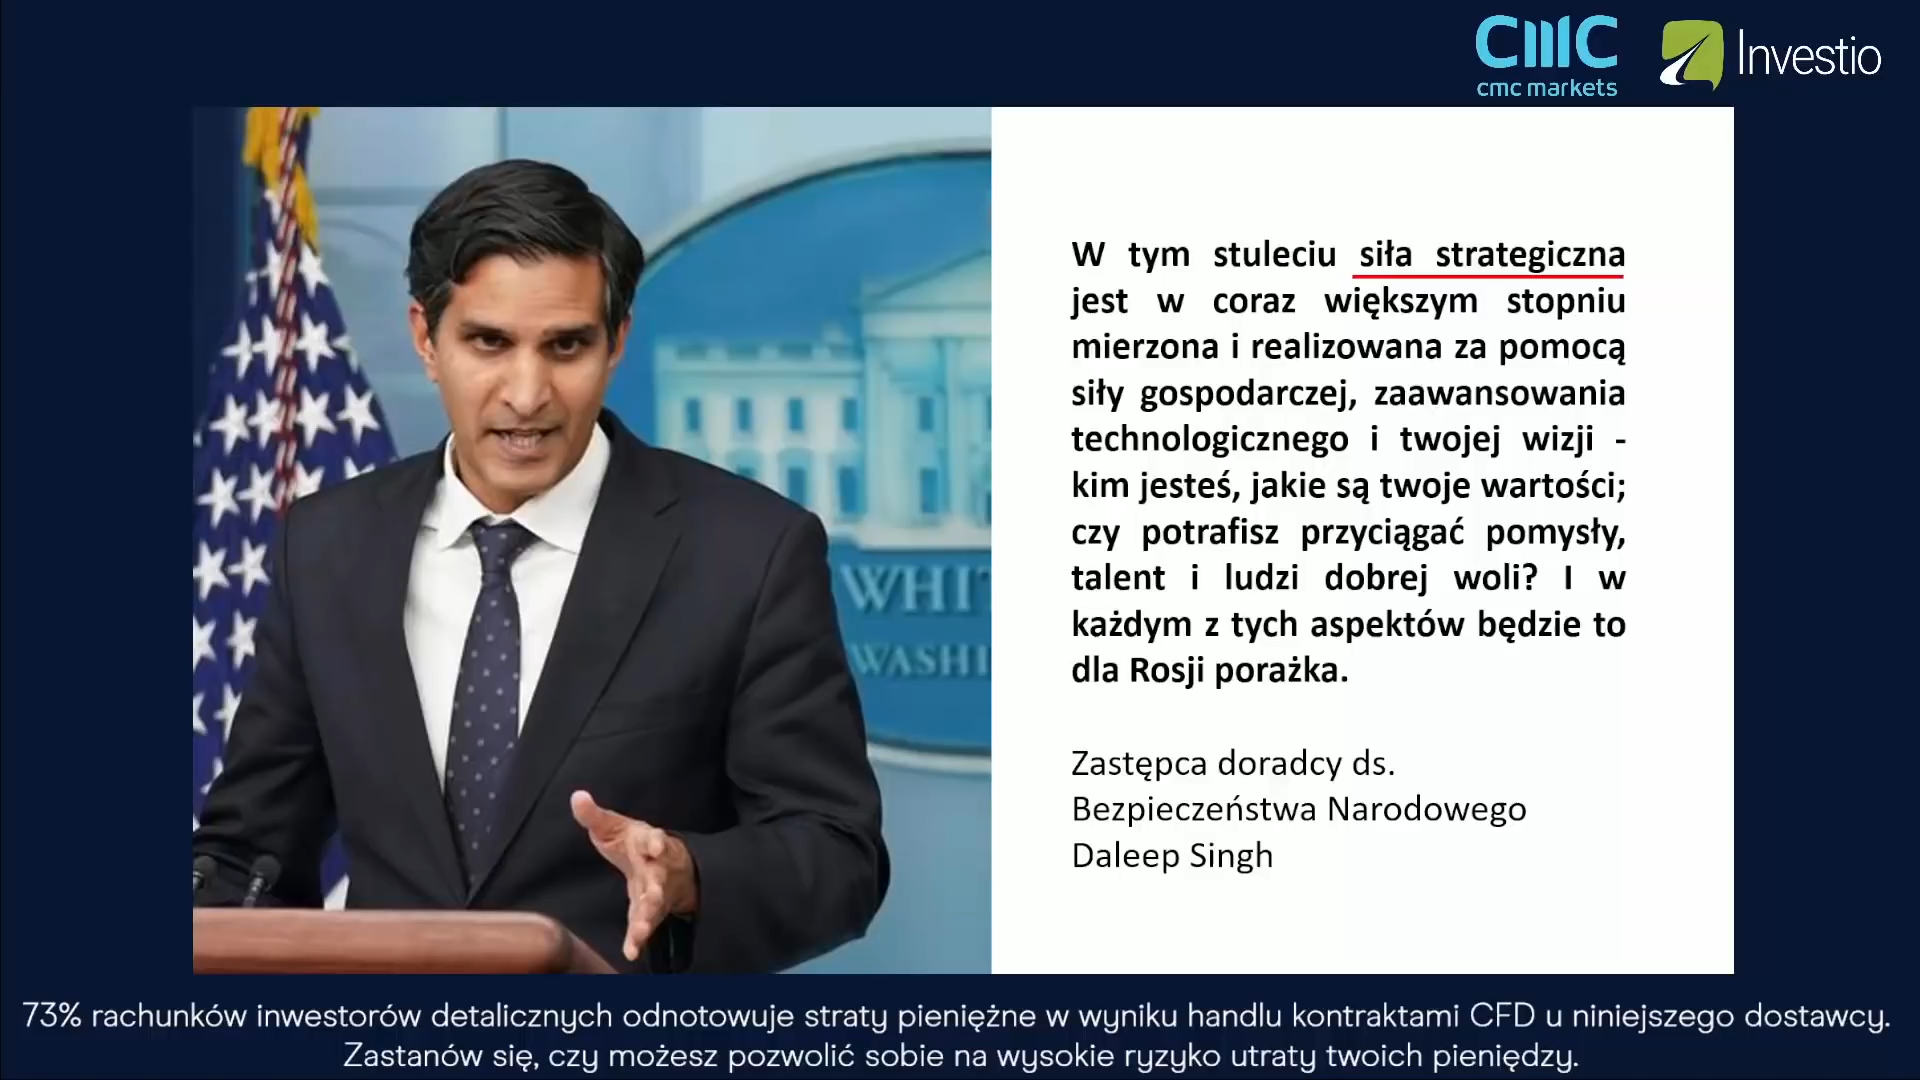 CMC
cmc markets
Investio
W tym stuleciu siła strategiczna
jest w coraz większym stopniu
mierzona i realizowana za pomocą
siły gospodarczej, zaawansowania
technologicznego i twojej wizji -
kim jesteś, jakie są twoje wartości;
czy potrafisz przyciągać pomysły,
talent i ludzi dobrej woli? I w
każdym z tych aspektów będzie to
dla Rosji porażka.
Zastępca doradcy ds.
Bezpieczeństwa Narodowego
Daleep Singh
73% rachunków inwestorów detalicznych odnotowuje straty pieniężne w wyniku handlu kontraktami CFD u niniejszego dostawcy.
Zastanów się, czy możesz pozwolić sobie na wysokie ryzyko utraty twoich pieniędzy.